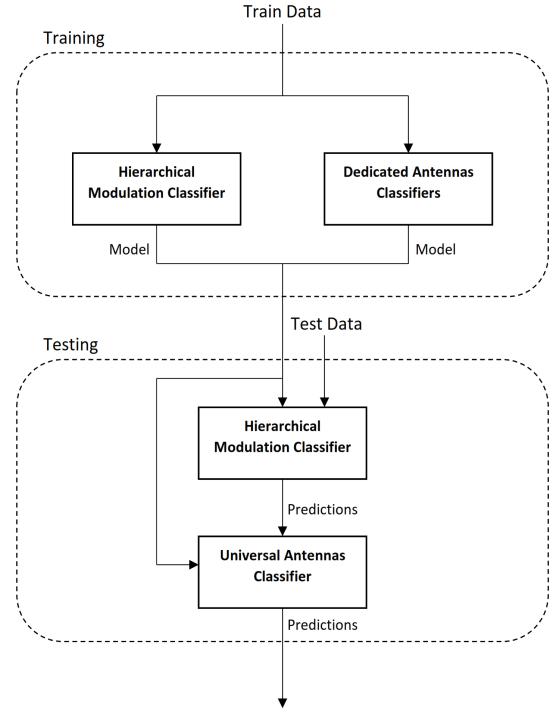 Train Data
Training
Hierarchical
Modulation Classifier
Dedicated Antennas
Classifiers
Model
Model
Test Data
Testing
Hierarchical
Modulation Classifier
Predictions
Universal Antennas
Classifier
Predictions